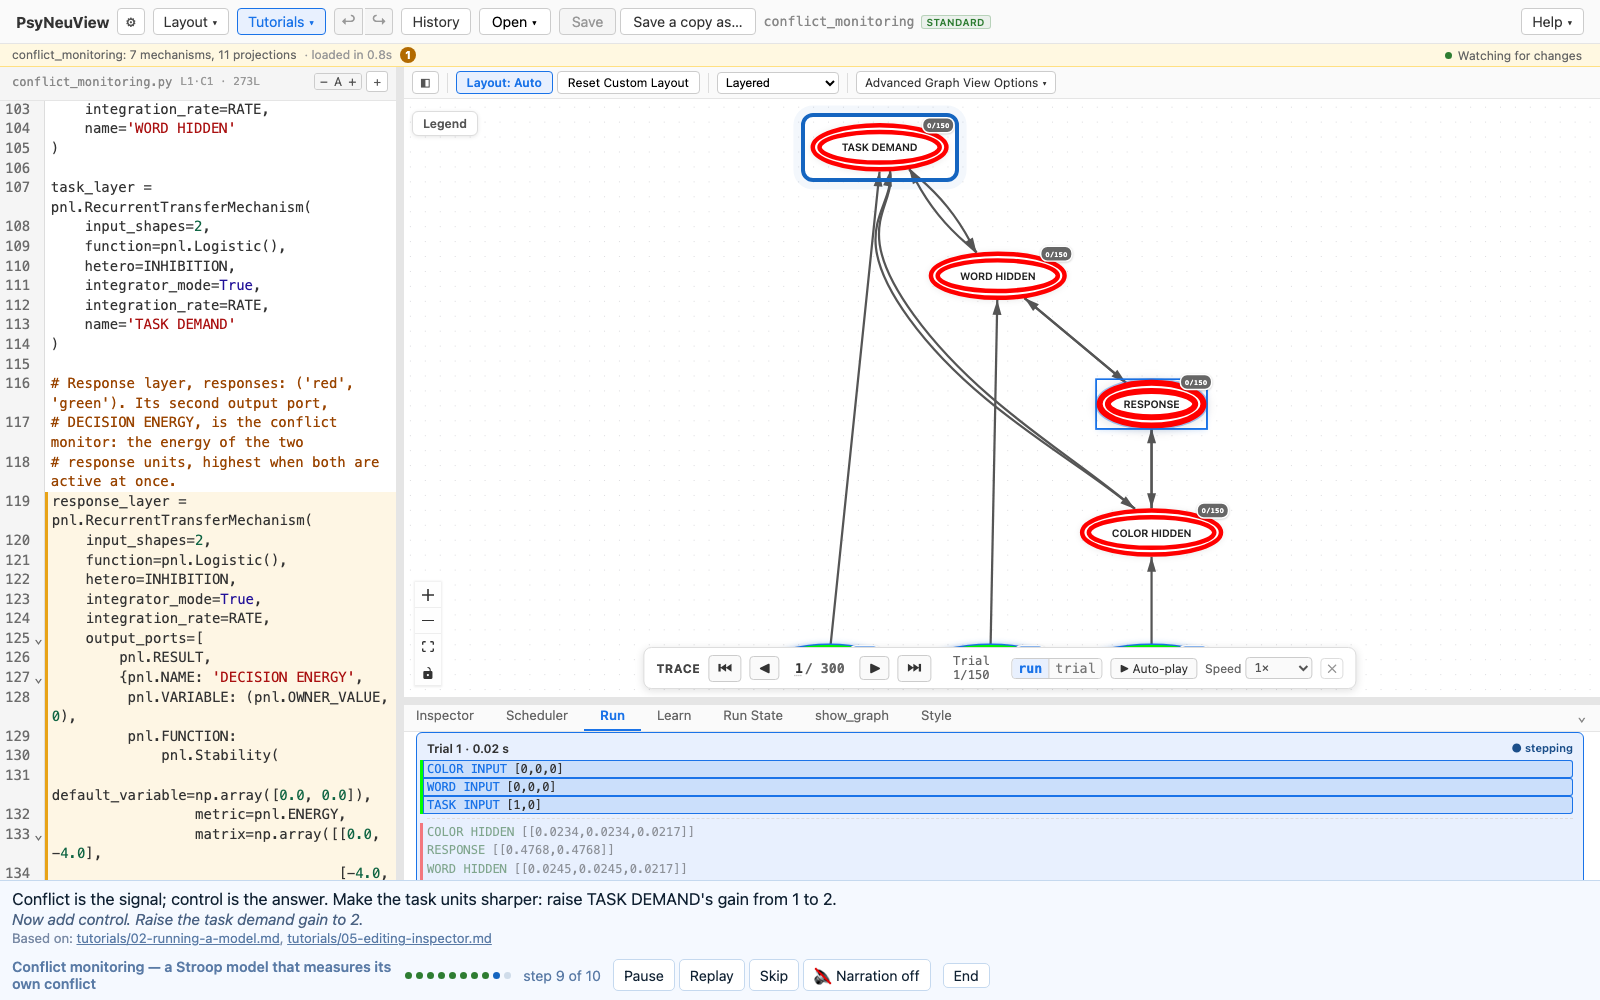 PsyNeuView ⚙ Layout ▾ Tutorials ▾ ↩ ↪ History Open ▾ Save Save a copy as... conflict_monitoring STANDARD Help ▾
conflict_monitoring: 7 mechanisms, 11 projections · loaded in 0.8s 1 Watching for changes
conflict_monitoring.py L1:C1 · 273L − A + +
Layout: Auto Reset Custom Layout Layered Advanced Graph View Options ▾
103 integration_rate=RATE,
104 name='WORD HIDDEN'
105 )
106
107 task_layer =
pnl.RecurrentTransferMechanism(
108 input_shapes=2,
109 function=pnl.Logistic(),
110 hetero=INHIBITION,
111 integrator_mode=True,
112 integration_rate=RATE,
113 name='TASK DEMAND'
114 )
115
116 # Response layer, responses: ('red',
'green'). Its second output port,
117 # DECISION ENERGY, is the conflict
monitor: the energy of the two
118 # response units, highest when both are
active at once.
119 response_layer =
pnl.RecurrentTransferMechanism(
120 input_shapes=2,
121 function=pnl.Logistic(),
122 hetero=INHIBITION,
123 integrator_mode=True,
124 integration_rate=RATE,
125 output_ports=[
126 pnl.RESULT,
127 {pnl.NAME: 'DECISION ENERGY',
128 pnl.VARIABLE: (pnl.OWNER_VALUE,
0),
129 pnl.FUNCTION:
130 pnl.Stability(
131
default_variable=np.array([0.0, 0.0]),
132 metric=pnl.ENERGY,
133 matrix=np.array([[0.0,
-4.0],
134 [-4.0,
Legend
0/150
TASK DEMAND
0/150
WORD HIDDEN
0/150
RESPONSE
0/150
COLOR HIDDEN
TRACE 1 / 300 Trial 1/150 run trial ▶ Auto-play Speed 1× ×
Inspector Scheduler Run Learn Run State show_graph Style
Trial 1 · 0.02 s stepping
COLOR INPUT [0,0,0]
WORD INPUT [0,0,0]
TASK INPUT [1,0]
COLOR HIDDEN [[0.0234,0.0234,0.0217]]
RESPONSE [[0.4768,0.4768]]
WORD HIDDEN [[0.0245,0.0245,0.0217]]
Conflict is the signal; control is the answer. Make the task units sharper: raise TASK DEMAND's gain from 1 to 2.
Now add control. Raise the task demand gain to 2.
Based on: tutorials/02-running-a-model.md, tutorials/05-editing-inspector.md
Conflict monitoring — a Stroop model that measures its
own conflict
step 9 of 10 Pause Replay Skip Narration off End